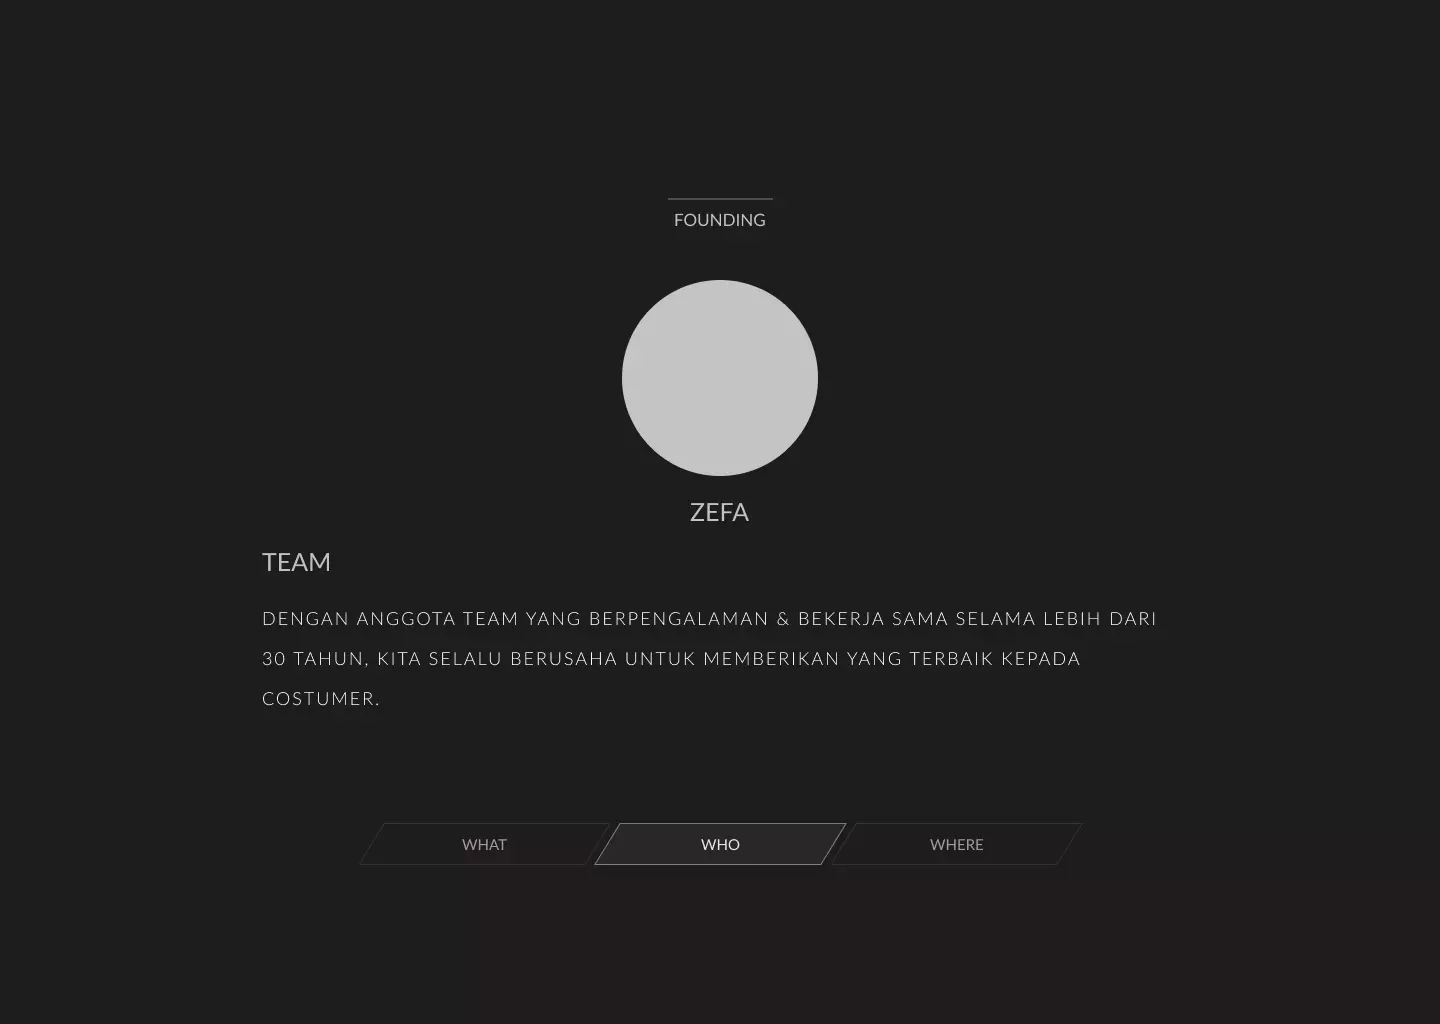 FOUNDING
ZEFA
TEAM
DENGAN ANGGOTA TEAM YANG BERPENGALAMAN & BEKERJA SAMA SELAMA LEBIH DARI
30 TAHUN, KITA SELALU BERUSAHA UNTUK MEMBERIKAN YANG TERBAIK KEPADA
COSTUMER.
WHAT
WHO
WHERE